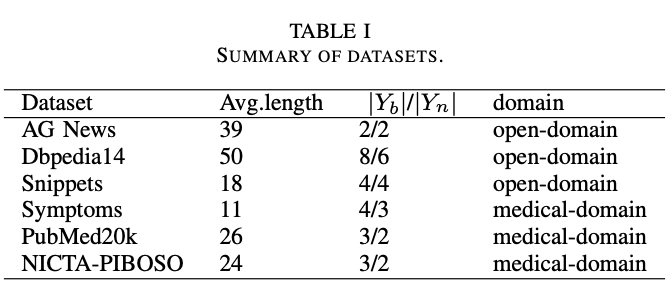 TABLE I
SUMMARY OF DATASETS.
Dataset Avg.length |Y_b|/|Y_n| domain
AG News 39 2/2 open-domain
Dbpedia14 50 8/6 open-domain
Snippets 18 4/4 open-domain
Symptoms 11 4/3 medical-domain
PubMed20k 26 3/2 medical-domain
NICTA-PIBOSO 24 3/2 medical-domain